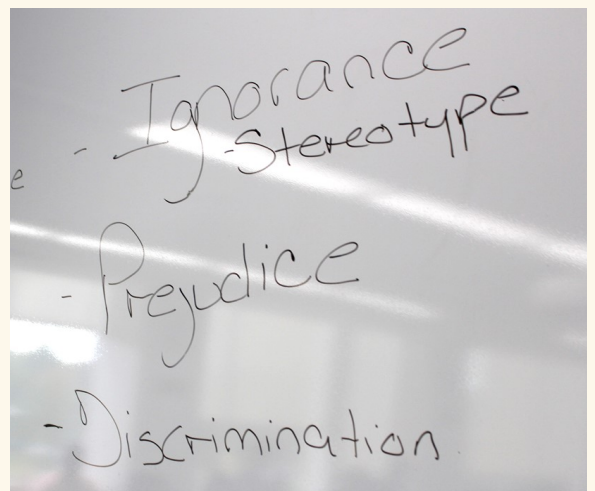 - Ignorance
- Stereotype
e
- Prejudice
- Discrimination